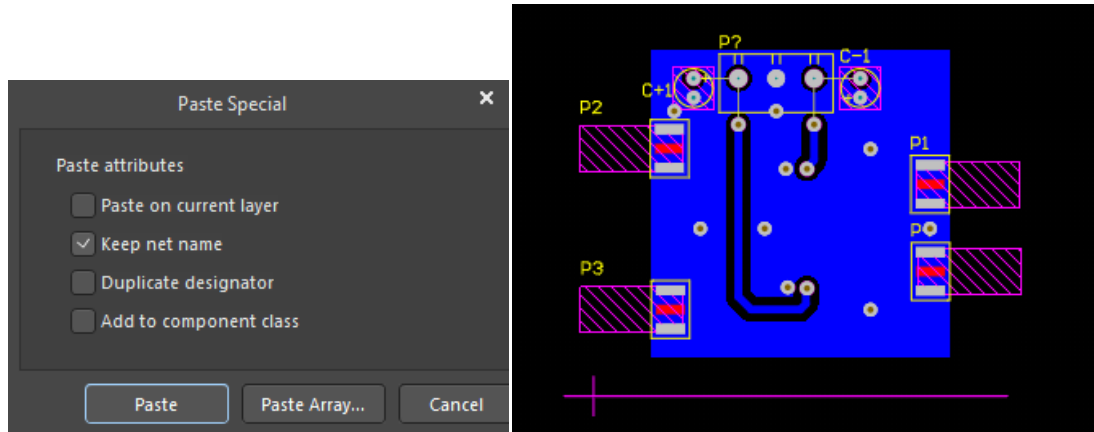 Paste Special
Paste attributes
Paste on current layer
Keep net name
Duplicate designator
Add to component class
Paste
Paste Array...
Cancel
P?
C-1
C+1
P2
P1
P3